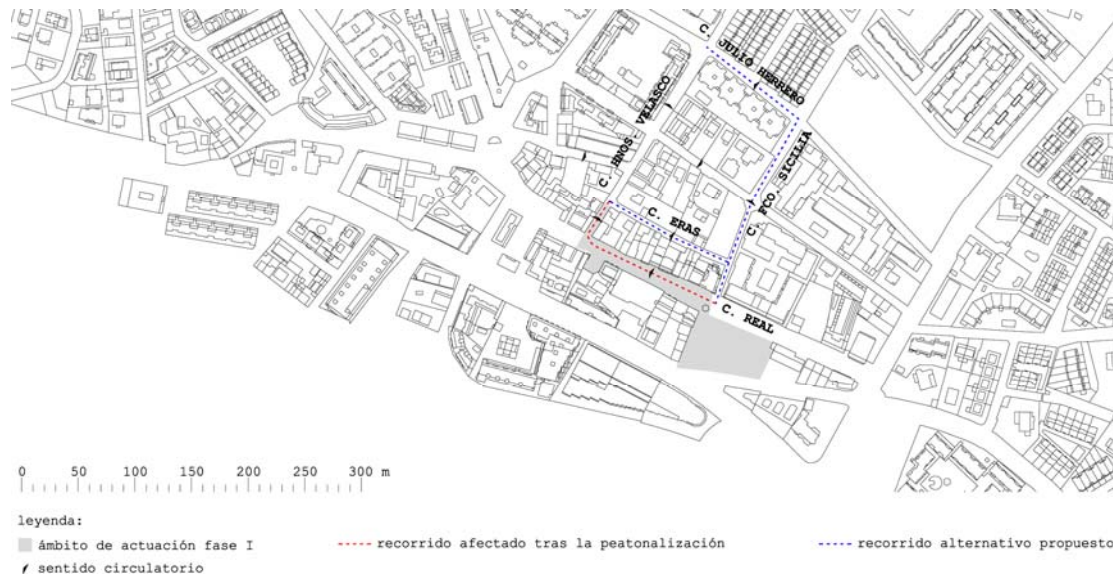 C. JULIO HERRERO
C. HNOS. VELASCO
C. FCO. SICILIA
C. ERAS
C. REAL
0 50 100 150 200 250 300 m
leyenda:
ámbito de actuación fase I
recorrido afectado tras la peatonalización
recorrido alternativo propuesto
sentido circulatorio